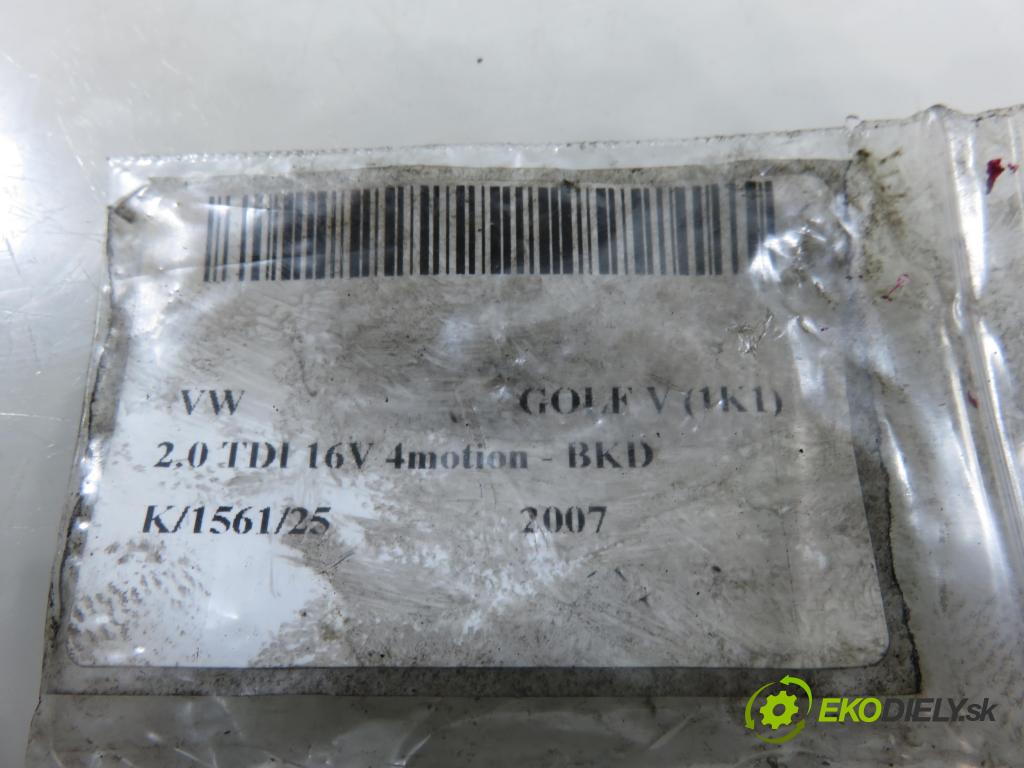 VW GOLF V (1K1)
2.0 TDI 16V 4motion - BKD
K/1561/25 2007
EKODIELY.sk